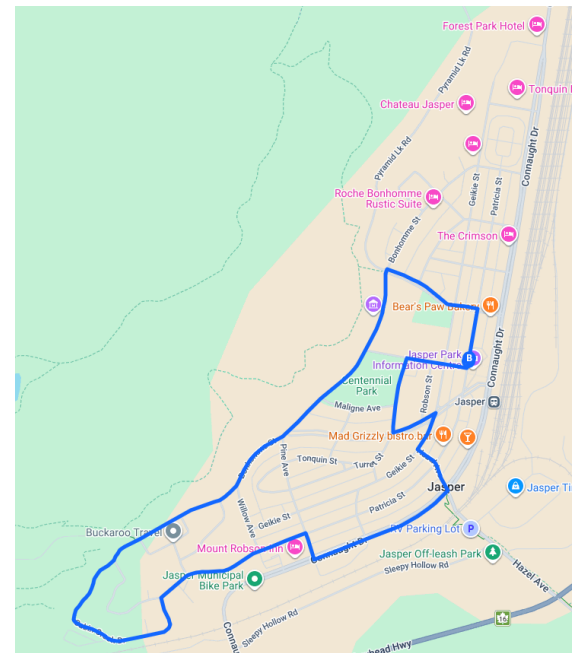 Forest Park Hotel
Pyramid Lk Rd
Tonquin
Chateau Jasper
Connaught Dr
Pyramid Lk Rd
Geikie St
Patricia St
Roche Bonhomme
Rustic Suite
Bonhomme St
The Crimson
Bear's Paw Bakery
Connaught Dr
Jasper Park
B
Information Centre
Centennial
Park
Robson St
Jasper
Maligne Ave
Mad Grizzly bistro.bar
Tonquin St
Turret St
Pine Ave
Geikie St
Patricia St
Jasper
Jasper Ti
Willow Ave
Geikie St
RV Parking Lot
P
Buckaroo Travel
Mount Robson Inn
Connaught Dr
Jasper Off-leash Park
Sleepy Hollow Rd
Hazel Ave
Jasper Municipal
Bike Park
Sleepy Hollow Rd
Connau
16
head Hwy